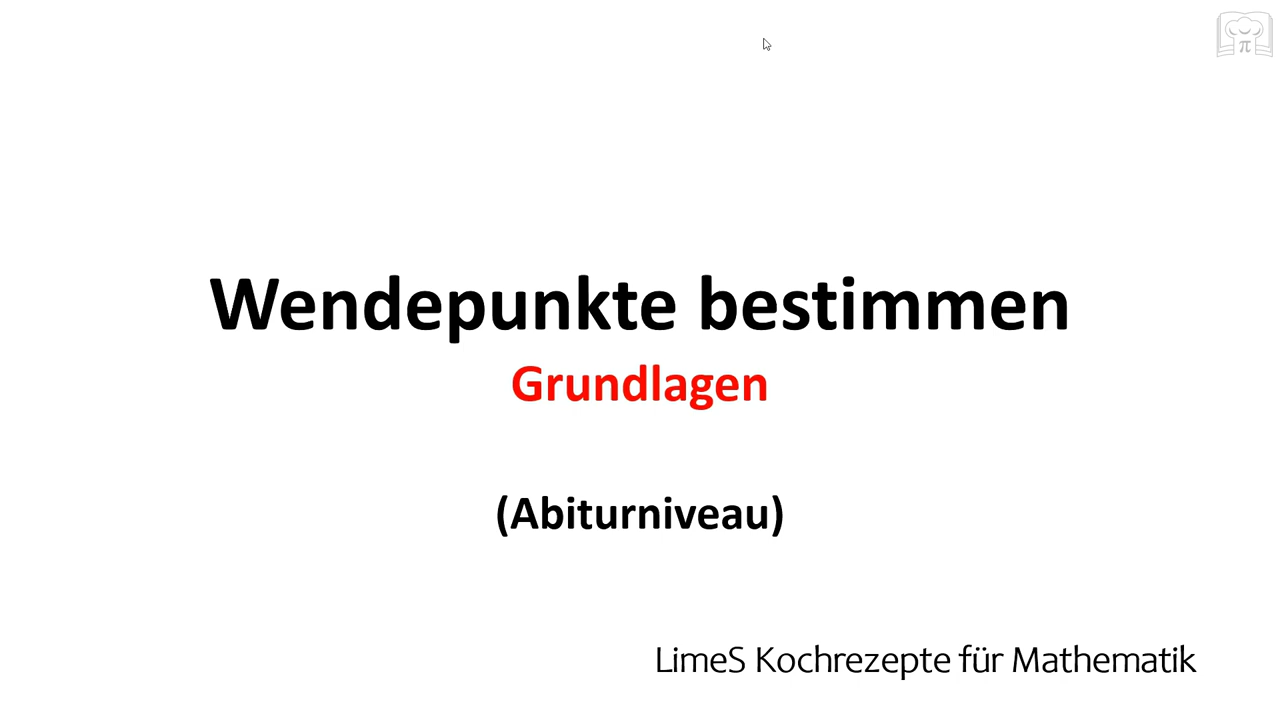 Wendepunkte bestimmen
Grundlagen
(Abiturniveau)
LimeS Kochrezepte für Mathematik
π